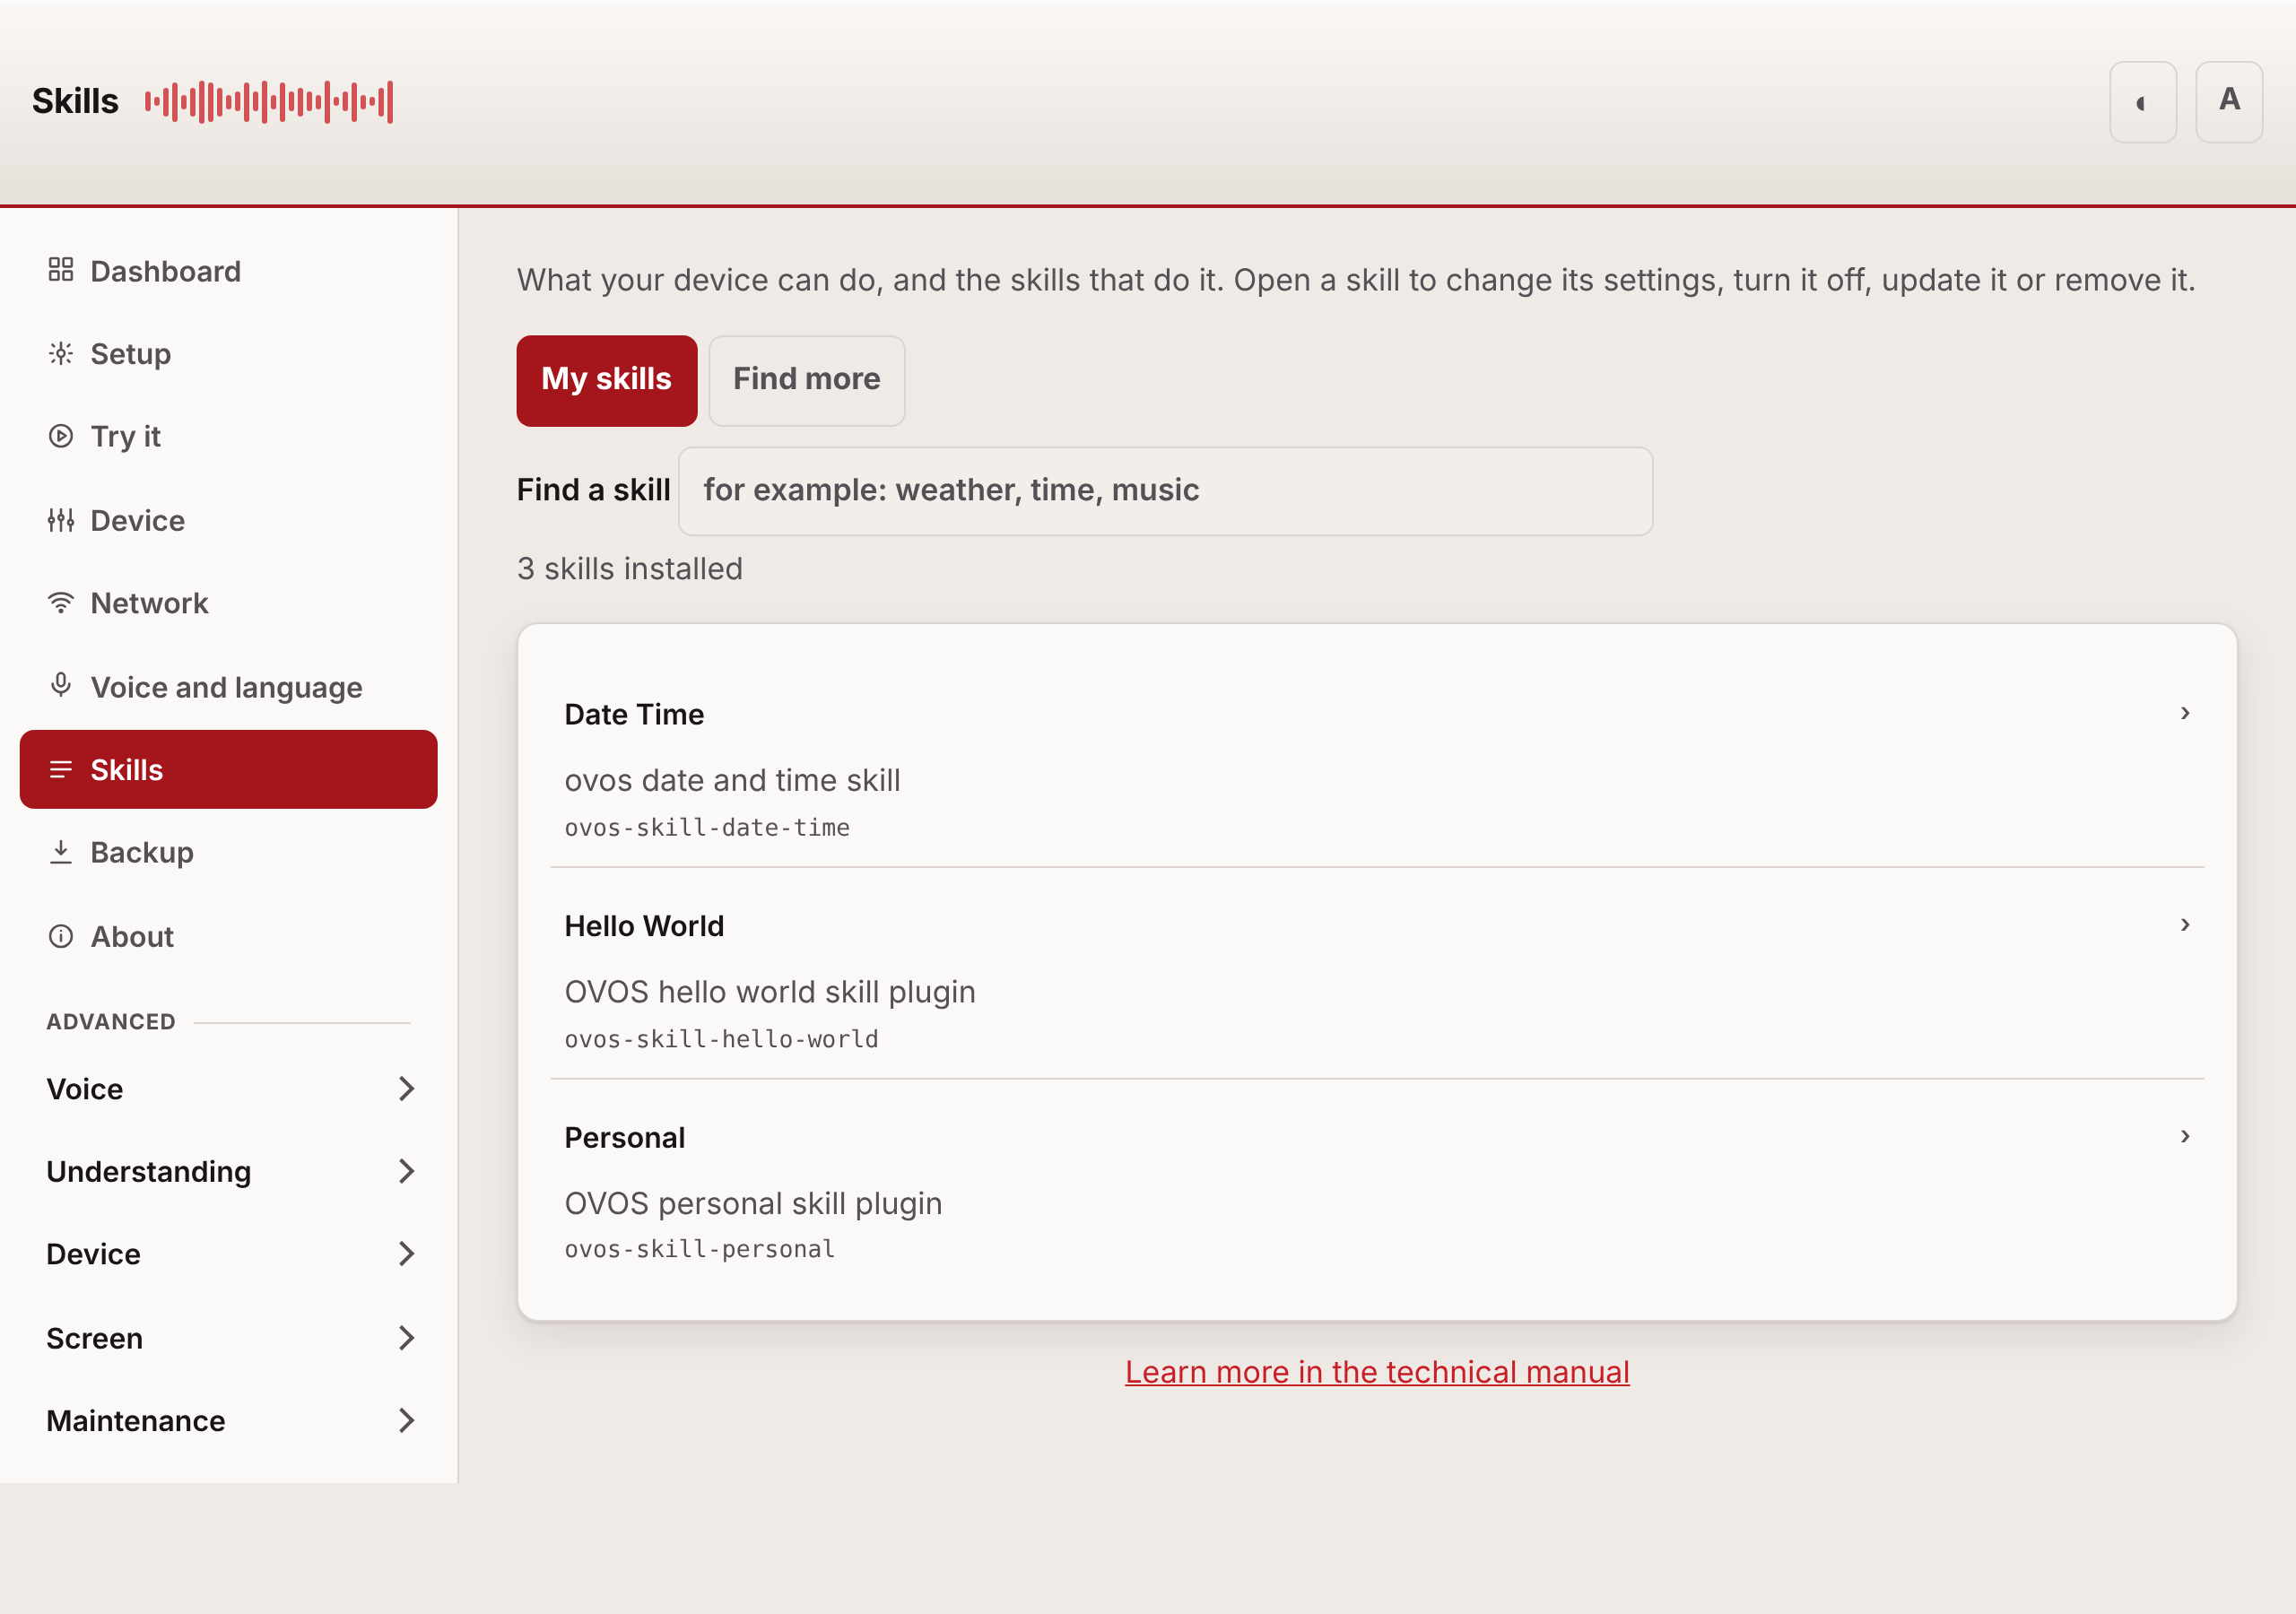 Skills
A
Dashboard
Setup
Try it
Device
Network
Voice and language
Skills
Backup
About
ADVANCED
Voice
Understanding
Device
Screen
Maintenance
What your device can do, and the skills that do it. Open a skill to change its settings, turn it off, update it or remove it.
My skills
Find more
Find a skill
for example: weather, time, music
3 skills installed
Date Time
ovos date and time skill
ovos-skill-date-time
Hello World
OVOS hello world skill plugin
ovos-skill-hello-world
Personal
OVOS personal skill plugin
ovos-skill-personal
Learn more in the technical manual